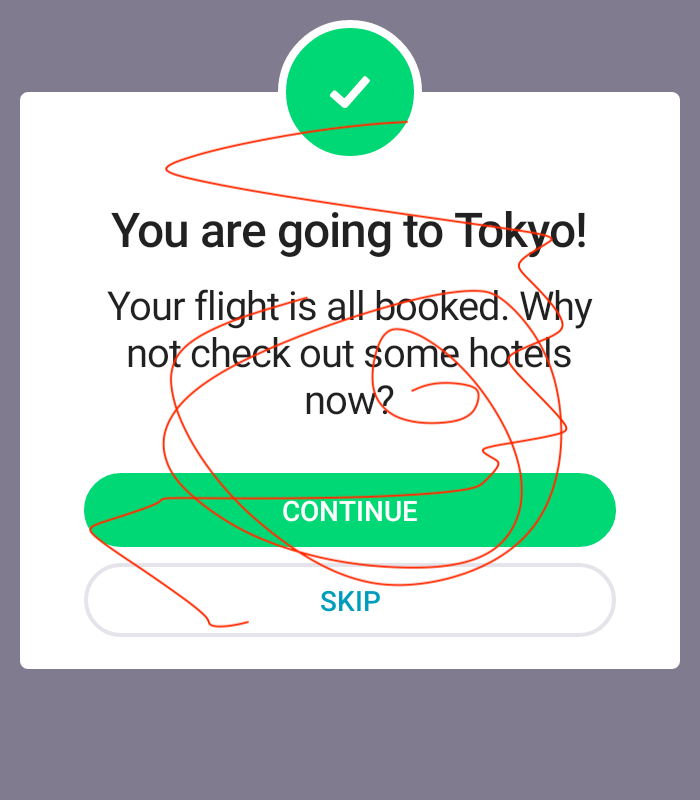 You are going to Tokyo!
Your flight is all booked. Why
not check out some hotels
now?
CONTINUE
SKIP